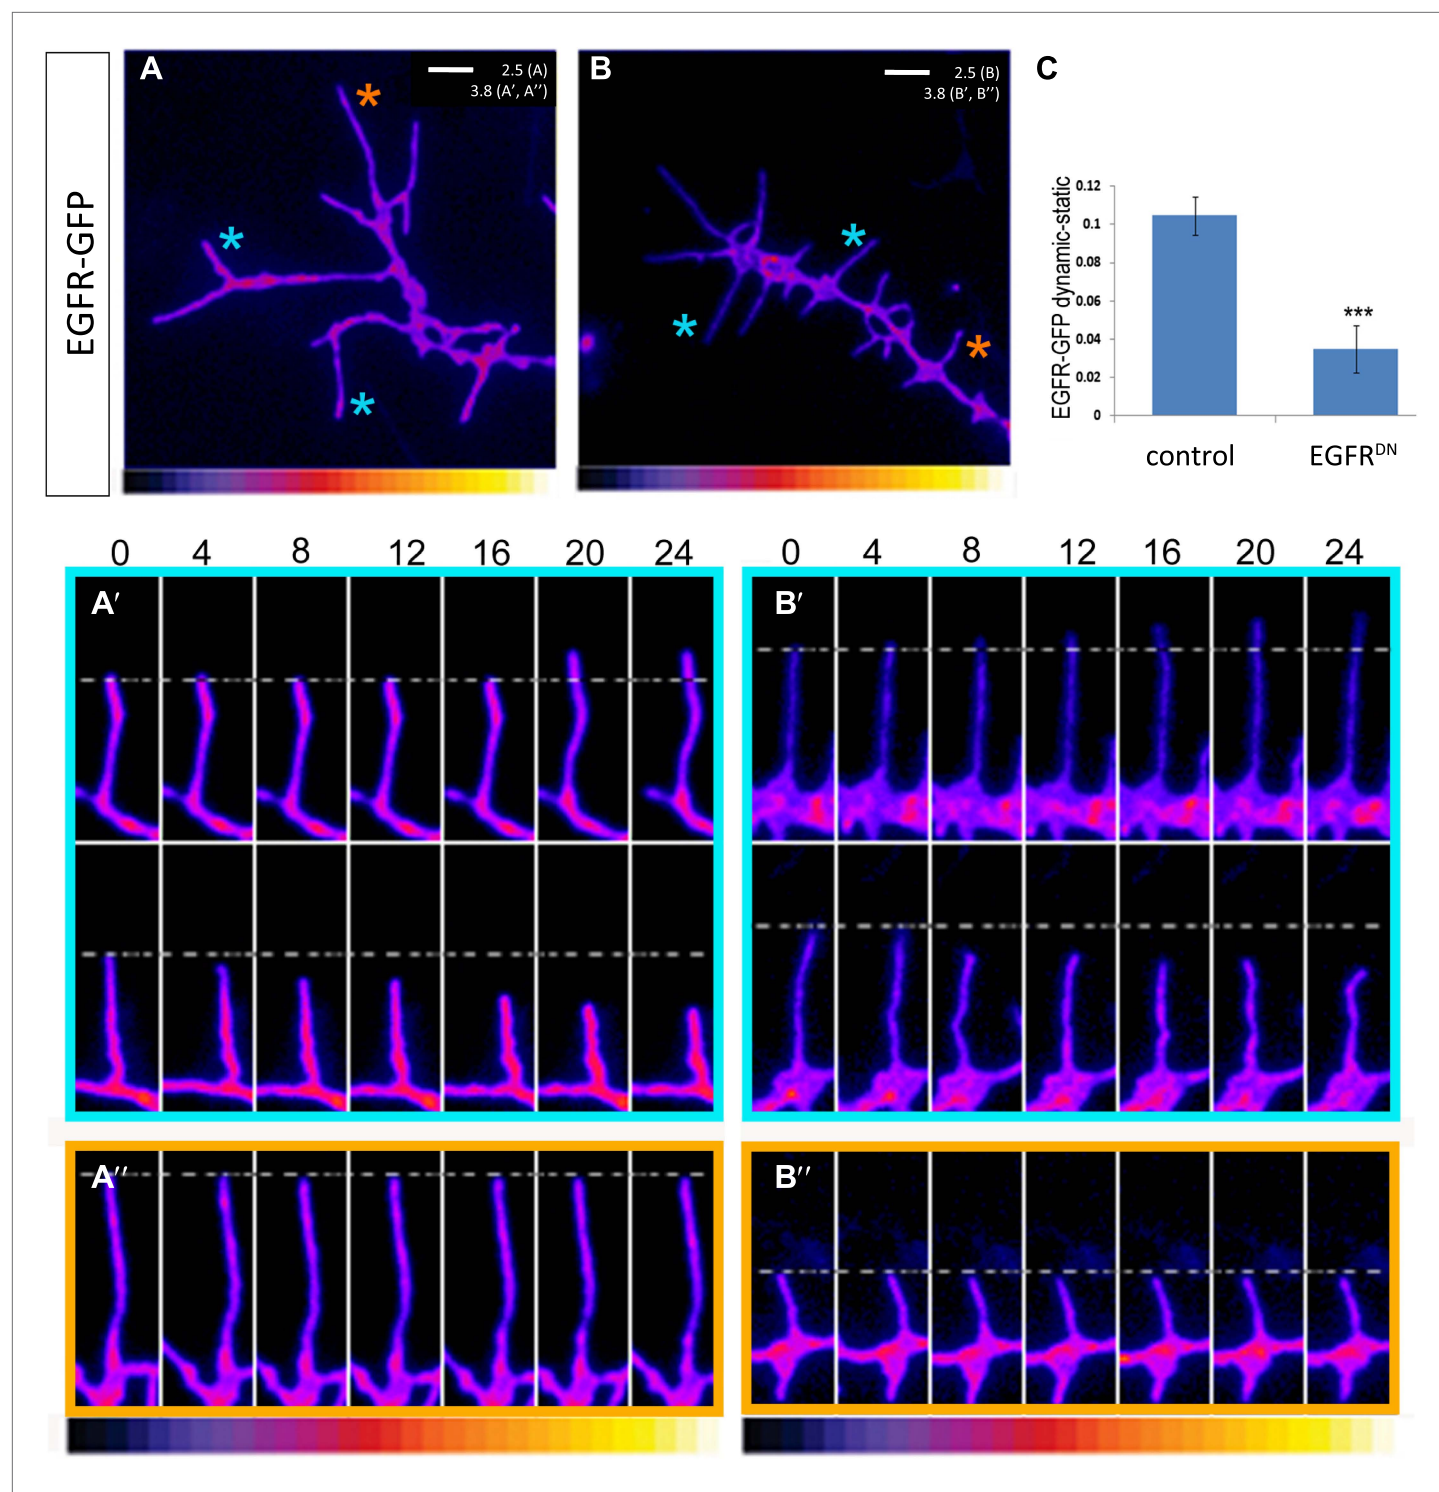 EGFR-GFP
A
*
*
*
2.5 (A)
3.8 (A′, A′′)
B
*
*
*
2.5 (B)
3.8 (B′, B′′)
C
EGFR-GFP dynamic-static
0.12
0.1
0.08
0.06
0.04
0.02
0
***
control
EGFRDN
0 4 8 12 16 20 24
A′
0 4 8 12 16 20 24
B′
A′′
B′′